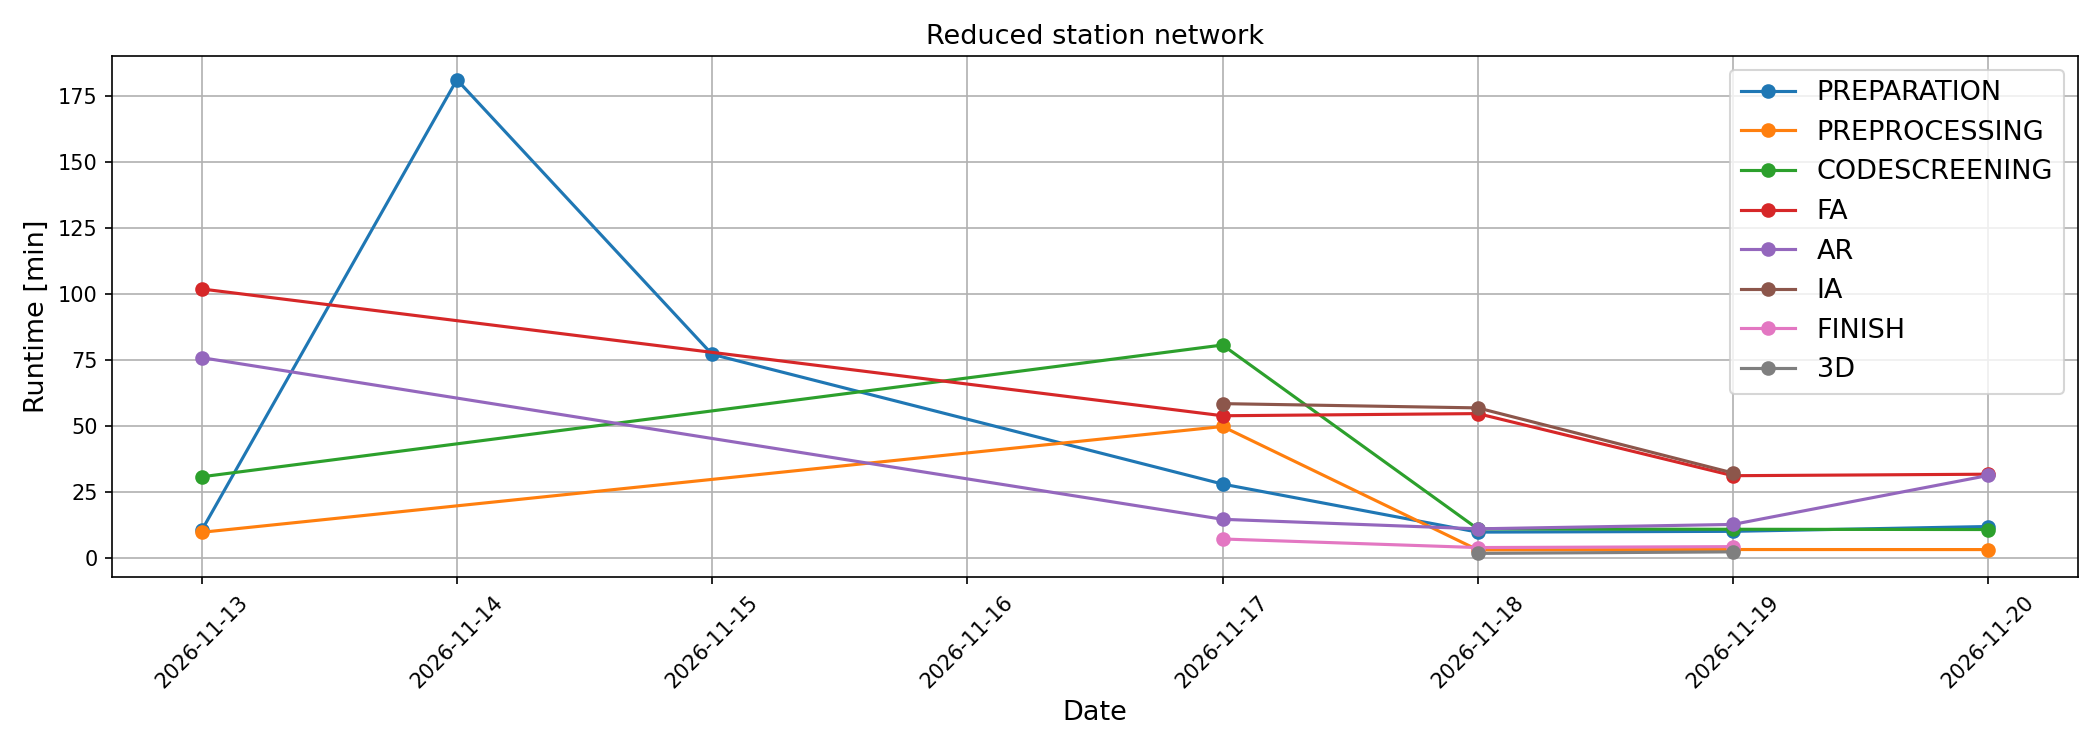 Reduced station network
Runtime [min]
175
150
125
100
75
50
25
0
PREPARATION
PREPROCESSING
CODESCREENING
FA
AR
IA
FINISH
3D
2026-11-13
2026-11-14
2026-11-15
2026-11-16
2026-11-17
2026-11-18
2026-11-19
2026-11-20
Date